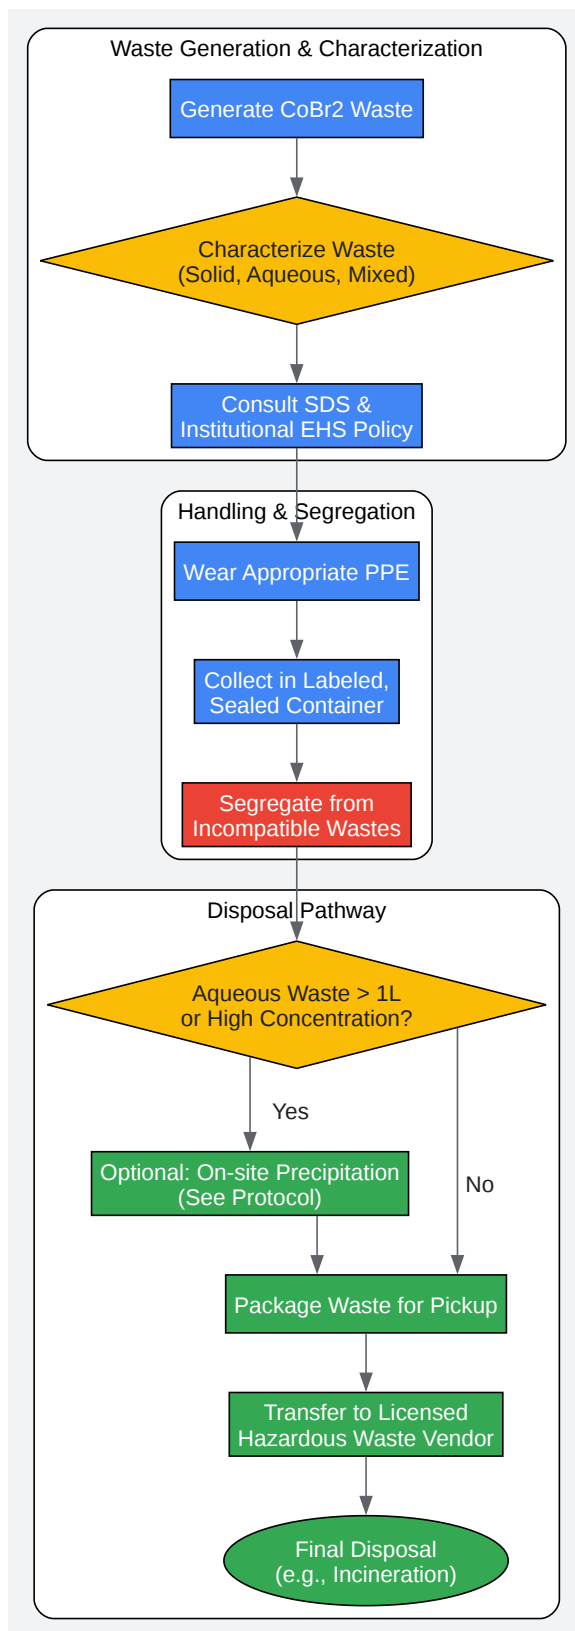 Waste Generation & Characterization
Generate CoBr2 Waste
Characterize Waste
(Solid, Aqueous, Mixed)
Consult SDS &
Institutional EHS Policy
Handling & Segregation
Wear Appropriate PPE
Collect in Labeled,
Sealed Container
Segregate from
Incompatible Wastes
Disposal Pathway
Aqueous Waste > 1L
or High Concentration?
Yes
Optional: On-site Precipitation
(See Protocol)
No
Package Waste for Pickup
Transfer to Licensed
Hazardous Waste Vendor
Final Disposal
(e.g., Incineration)